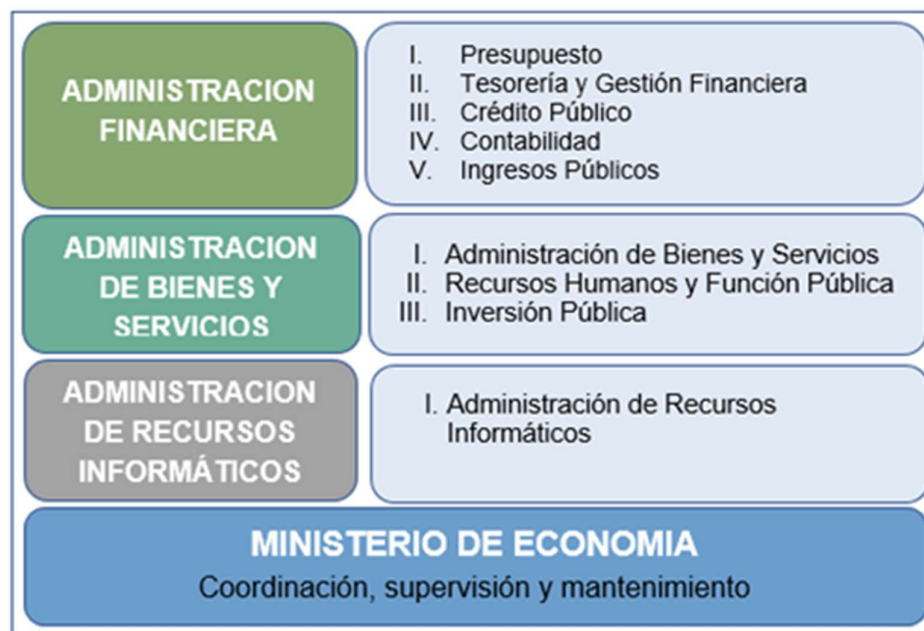 ADMINISTRACION
FINANCIERA
I. Presupuesto
II. Tesorería y Gestión Financiera
III. Crédito Público
IV. Contabilidad
V. Ingresos Públicos
ADMINISTRACION
DE BIENES Y
SERVICIOS
I. Administración de Bienes y Servicios
II. Recursos Humanos y Función Pública
III. Inversión Pública
ADMINISTRACION
DE RECURSOS
INFORMÁTICOS
I. Administración de Recursos
Informáticos
MINISTERIO DE ECONOMIA
Coordinación, supervisión y mantenimiento